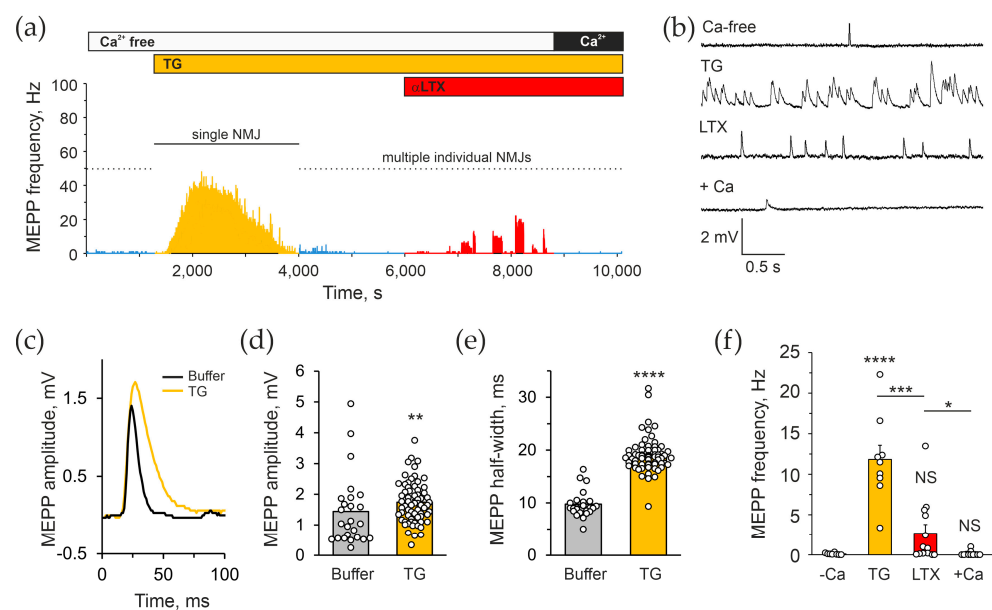 (a)
Ca²⁺ free
Ca²⁺
TG
αLTX
MEPP frequency, Hz
100
80
60
40
20
0
single NMJ
multiple individual NMJs
2,000
4,000
6,000
8,000
10,000
Time, s
(b)
Ca-free
TG
LTX
+ Ca
2 mV
0.5 s
(c)
MEPP amplitude, mV
1.5
0.5
-0.5
Buffer
TG
0
50
100
Time, ms
(d)
MEPP amplitude, mV
6
5
4
3
2
1
0
**
Buffer
TG
(e)
MEPP half-width, ms
30
20
10
0
****
Buffer
TG
(f)
MEPP frequency, Hz
25
20
15
10
5
0
****
***
*
NS
NS
-Ca
TG
LTX
+Ca